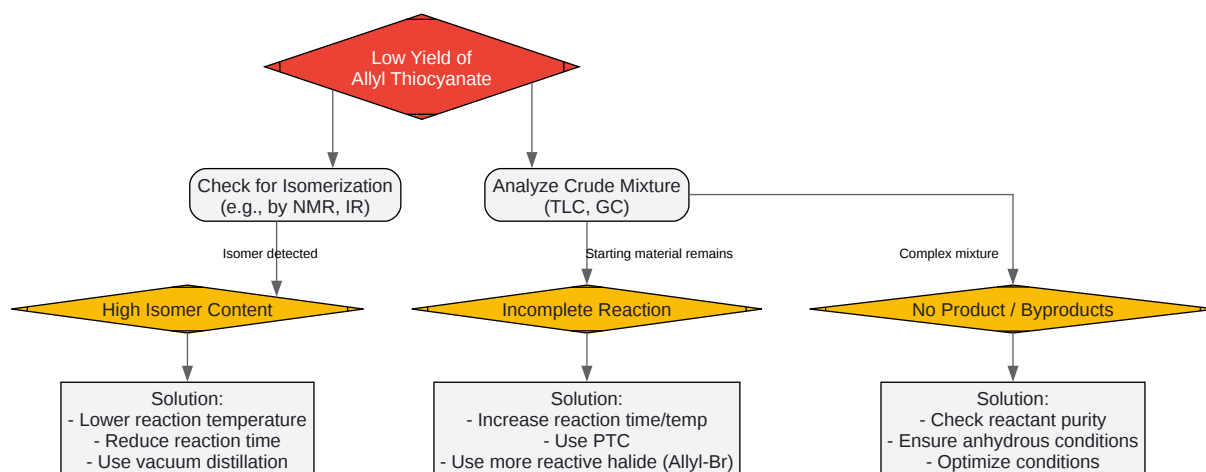 Low Yield of
Allyl Thiocyanate
Check for Isomerization
(e.g., by NMR, IR)
Analyze Crude Mixture
(TLC, GC)
Isomer detected
Starting material remains
Complex mixture
High Isomer Content
Incomplete Reaction
No Product / Byproducts
Solution:
- Lower reaction temperature
- Reduce reaction time
- Use vacuum distillation
Solution:
- Increase reaction time/temp
- Use PTC
- Use more reactive halide (Allyl-Br)
Solution:
- Check reactant purity
- Ensure anhydrous conditions
- Optimize conditions